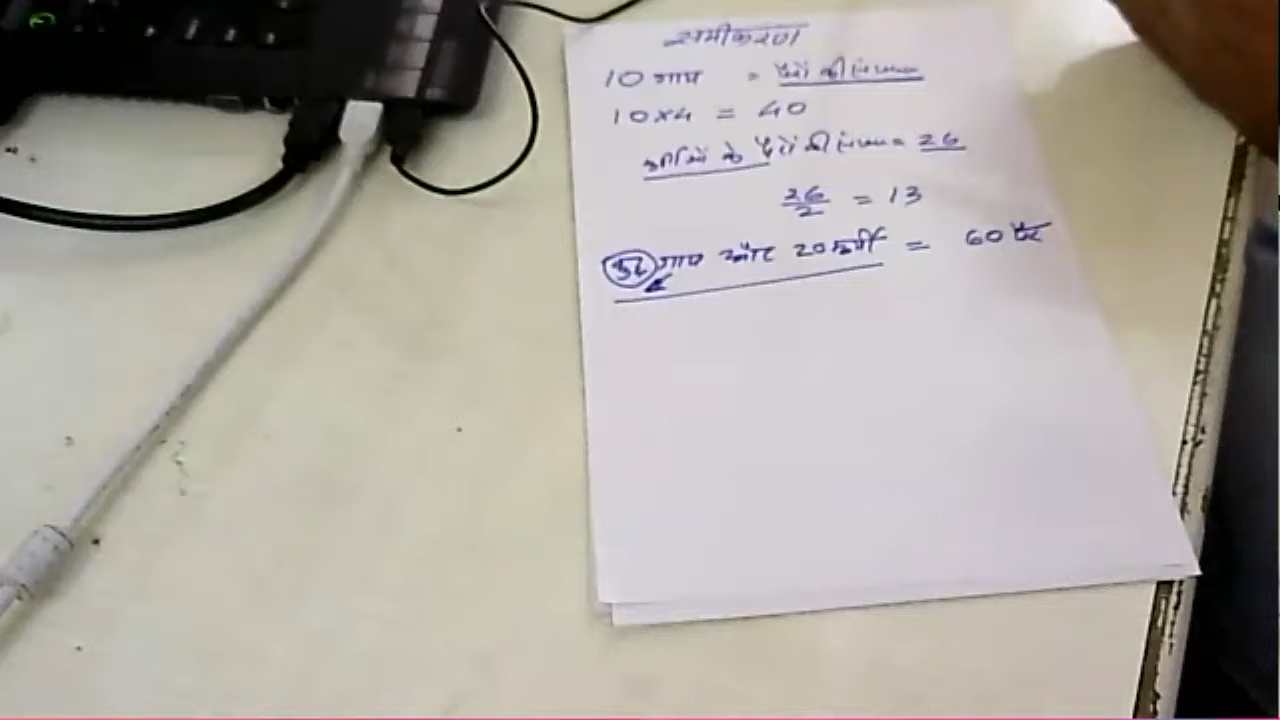 समीकरण
10 गाय = पैरों की संख्या
10×4 = 40
मुर्गियों के पैरों की संख्या = 26
26/2 = 13
कुछ गाय और 20 मुर्गी = 60 पैर